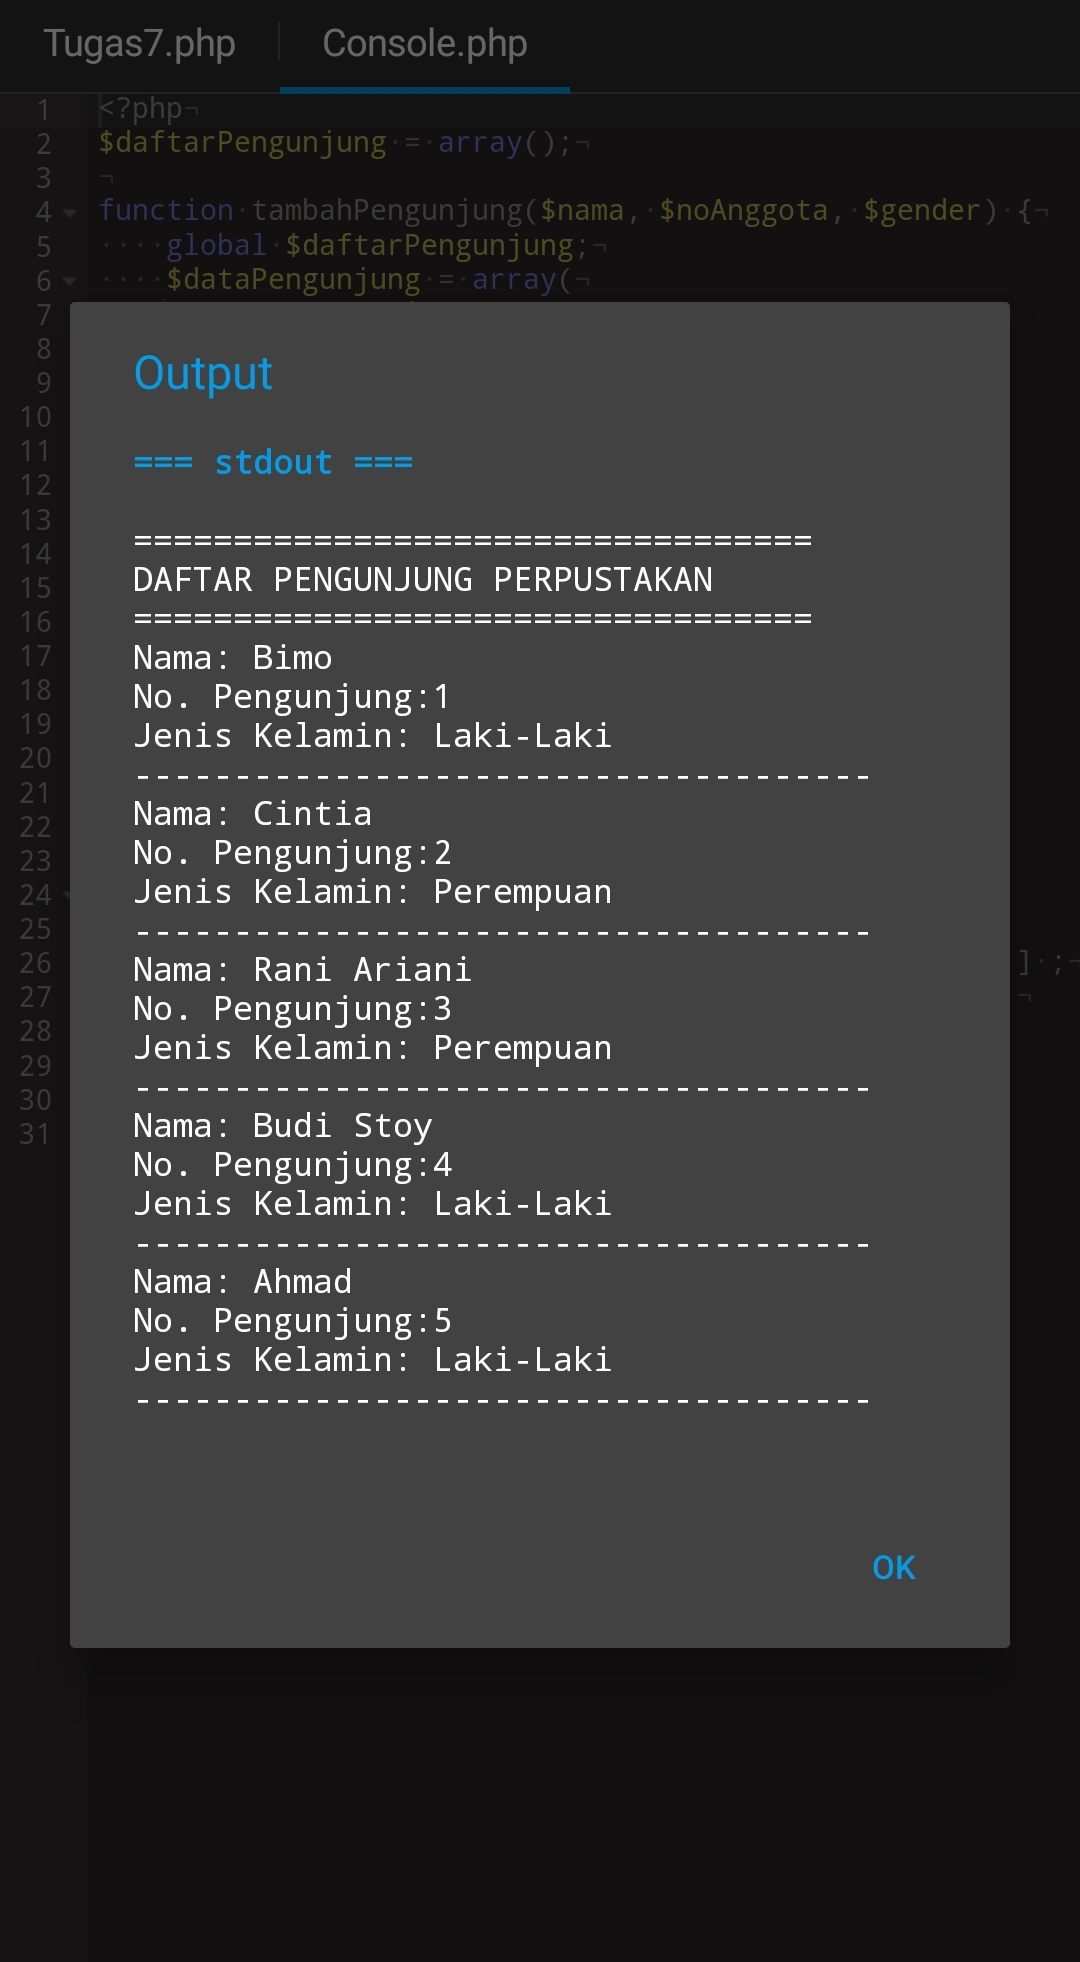 Tugas7.php Console.php
1 <?php¬
2 $daftarPengunjung·=·array();¬
3 ¬
4 function·tambahPengunjung($nama,·$noAnggota,·$gender)·{¬
5 ····global·$daftarPengunjung;¬
6 ····$dataPengunjung·=·array(¬
7
8
9
10
11
12
13
14
15
16
17
18
19
20
21
22
23
24
25
26 ]·;¬
27 ¬
28
29
30
31
Output
=== stdout ===
==================================
DAFTAR PENGUNJUNG PERPUSTAKAN
==================================
Nama: Bimo
No. Pengunjung:1
Jenis Kelamin: Laki-Laki
-------------------------------------
Nama: Cintia
No. Pengunjung:2
Jenis Kelamin: Perempuan
-------------------------------------
Nama: Rani Ariani
No. Pengunjung:3
Jenis Kelamin: Perempuan
-------------------------------------
Nama: Budi Stoy
No. Pengunjung:4
Jenis Kelamin: Laki-Laki
-------------------------------------
Nama: Ahmad
No. Pengunjung:5
Jenis Kelamin: Laki-Laki
-------------------------------------
OK